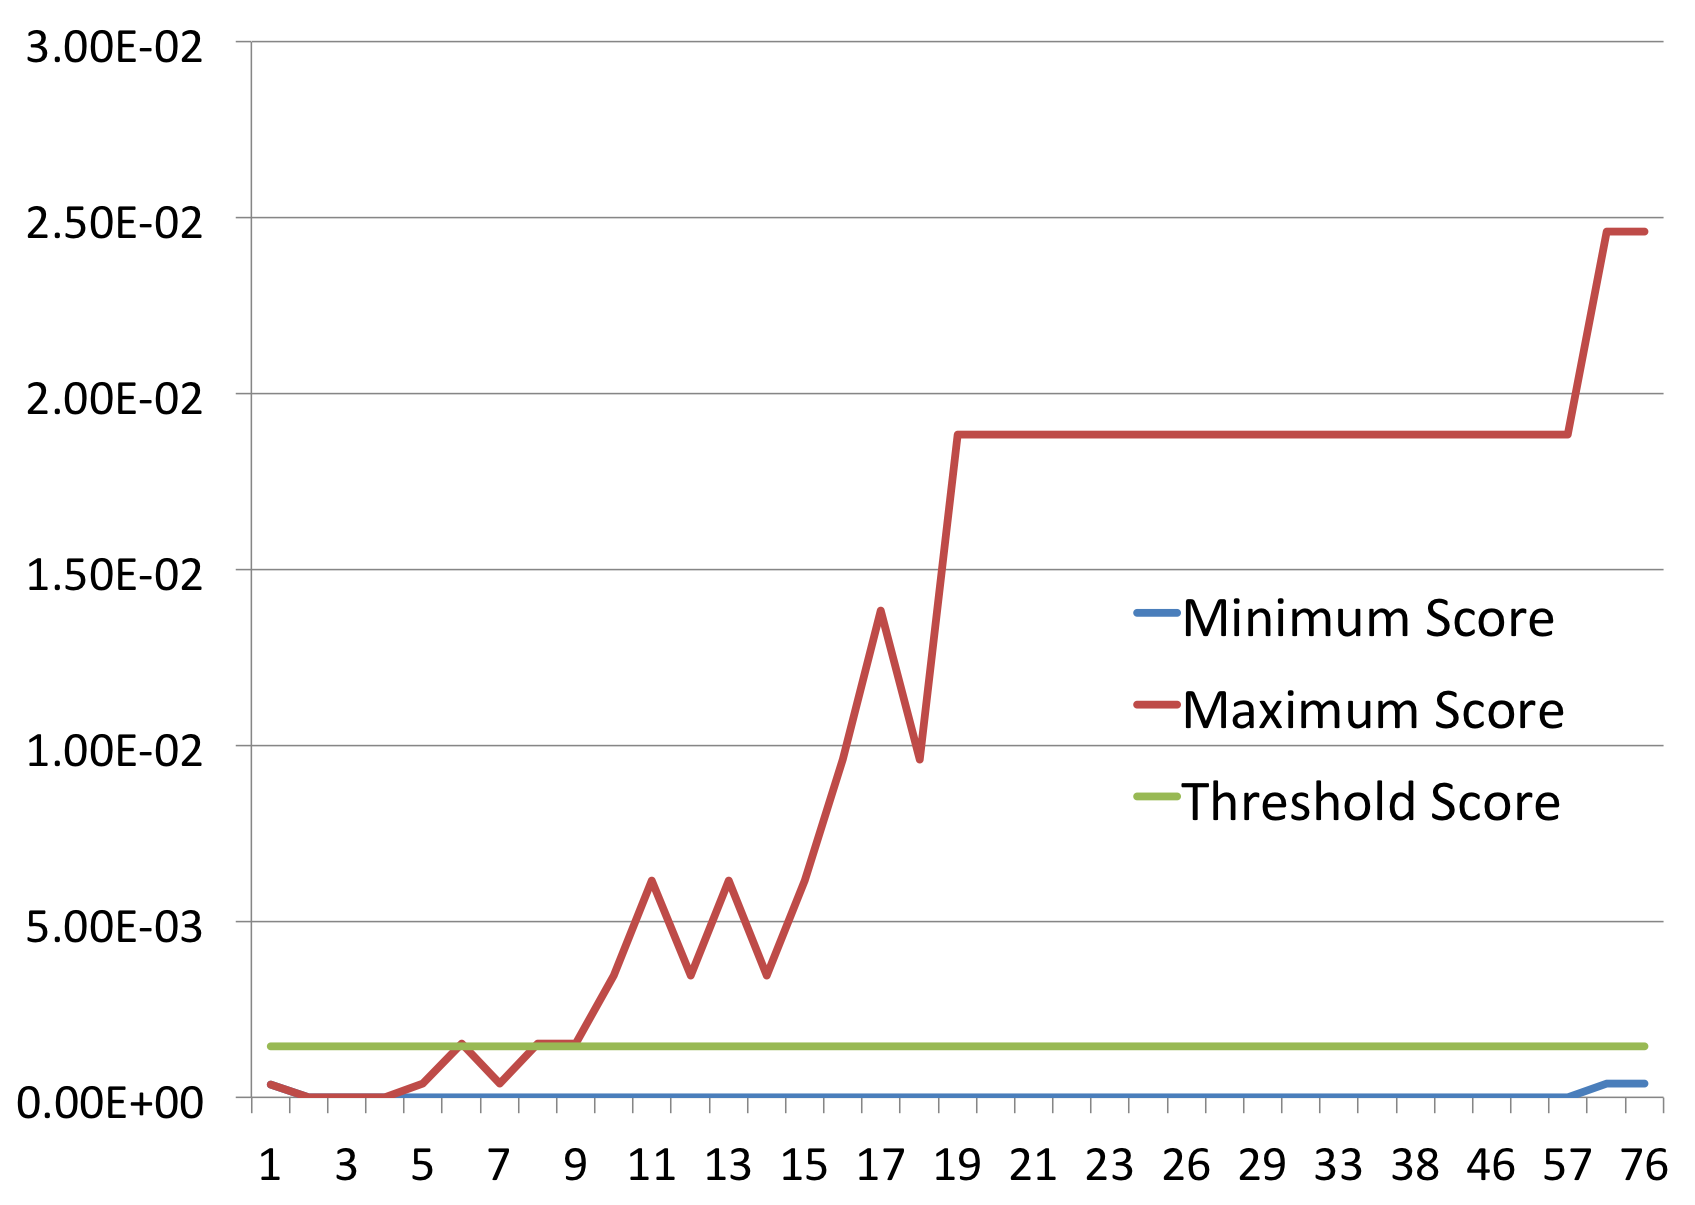 3.00E-02
2.50E-02
2.00E-02
1.50E-02
1.00E-02
5.00E-03
0.00E+00
Minimum Score
Maximum Score
Threshold Score
1 3 5 7 9 11 13 15 17 19 21 23 26 29 33 38 46 57 76